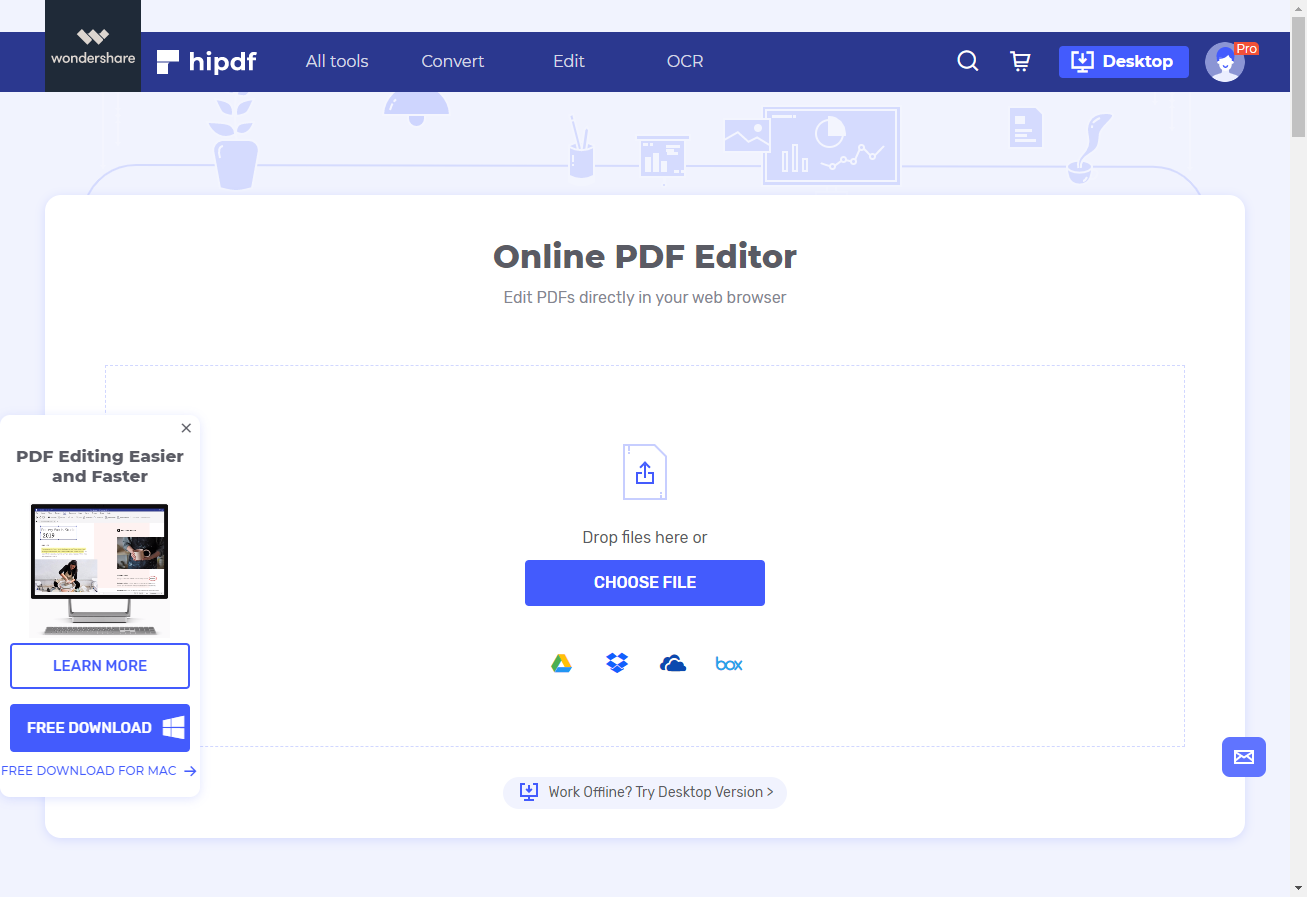 wondershare
hipdf
All tools
Convert
Edit
OCR
Desktop
Pro
Online PDF Editor
Edit PDFs directly in your web browser
PDF Editing Easier
and Faster
2019
LEARN MORE
FREE DOWNLOAD
FREE DOWNLOAD FOR MAC
Drop files here or
CHOOSE FILE
box
Work Offline? Try Desktop Version >